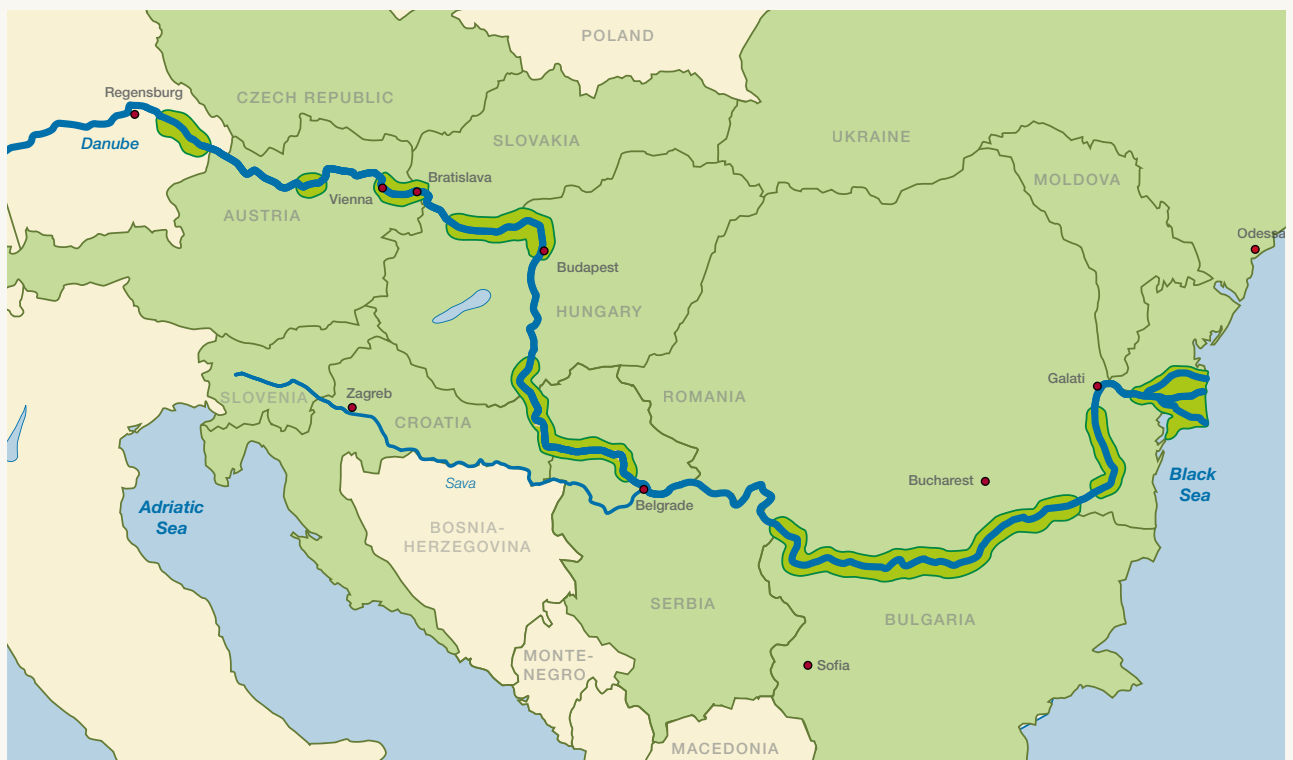 POLAND
Regensburg
CZECH REPUBLIC
Danube
SLOVAKIA
UKRAINE
Bratislava
MOLDOVA
Vienna
AUSTRIA
Odessa
Budapest
HUNGARY
Galati
Zagreb
SLOVENIA
ROMANIA
CROATIA
Black
Sea
Bucharest
Sava
Adriatic
Sea
Belgrade
BOSNIA-
HERZEGOVINA
SERBIA
BULGARIA
MONTE-
NEGRO
Sofia
MACEDONIA